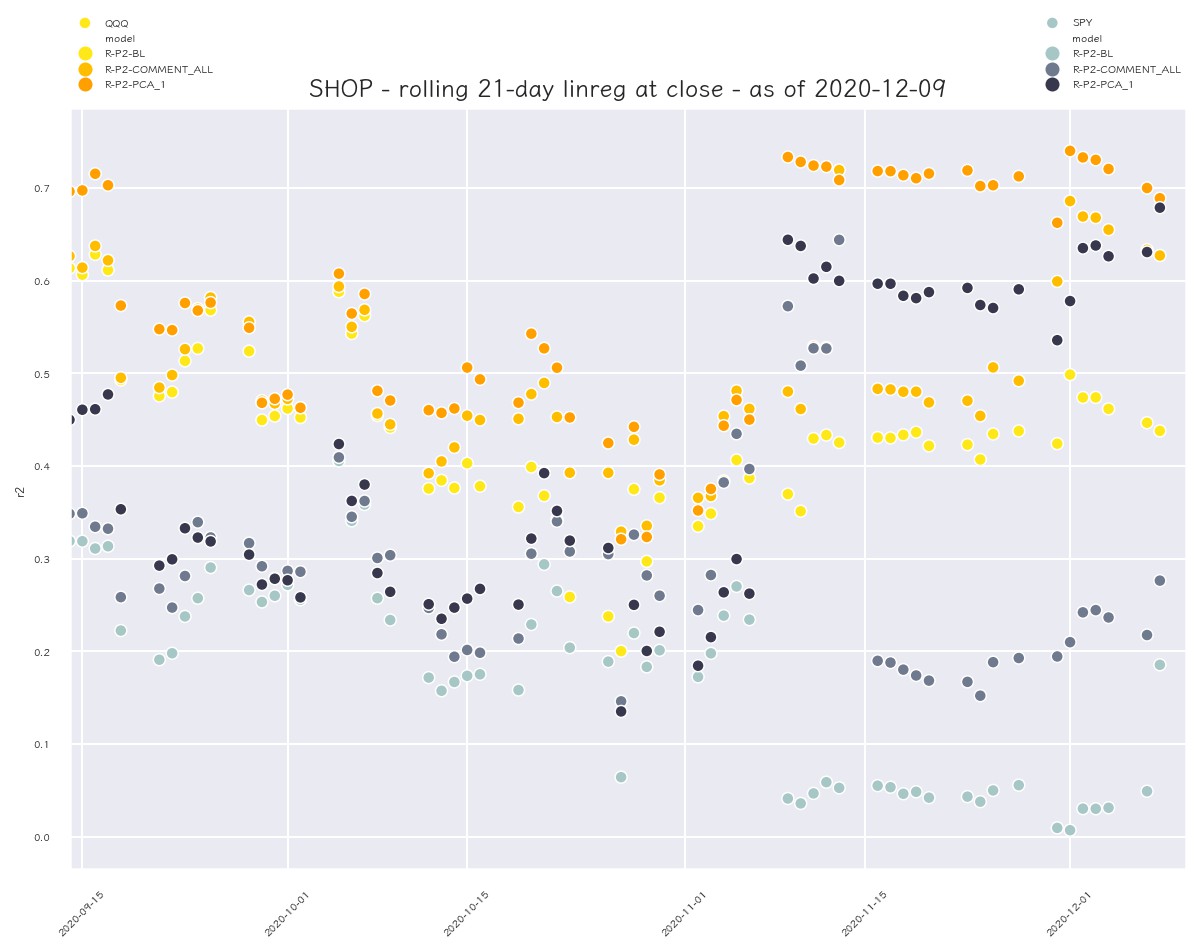 QQQ
model
R-P2-BL
R-P2-COMMENT_ALL
R-P2-PCA_1
SPY
model
R-P2-BL
R-P2-COMMENT_ALL
R-P2-PCA_1
SHOP - rolling 21-day linreg at close - as of 2020-12-09
r2
0.7
0.6
0.5
0.4
0.3
0.2
0.1
0.0
2020-09-15
2020-10-01
2020-10-15
2020-11-01
2020-11-15
2020-12-01